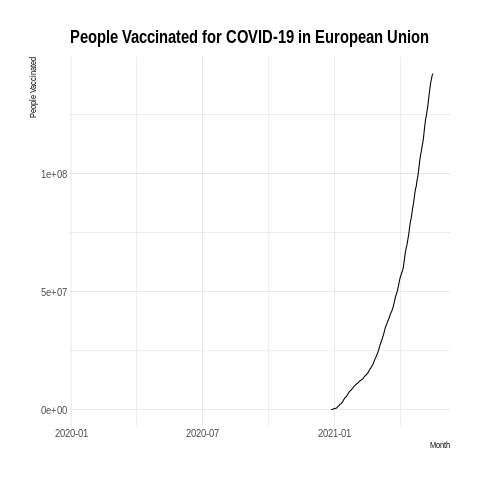 People Vaccinated for COVID-19 in European Union
People Vaccinated
1e+08
5e+07
0e+00
2020-01 2020-07 2021-01
Month